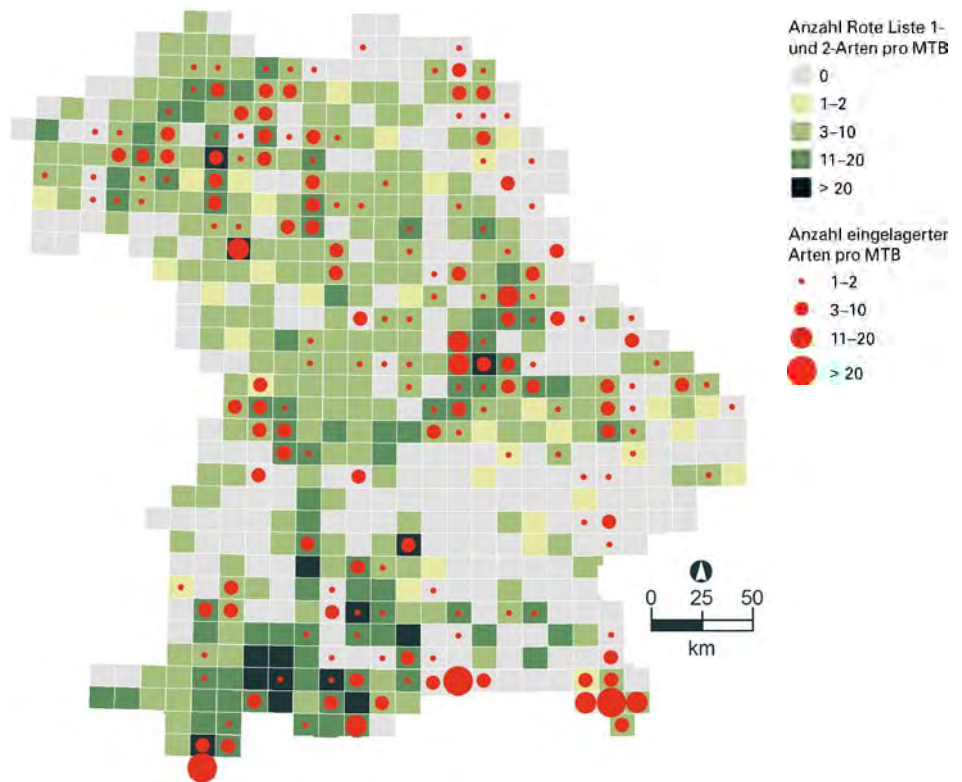 Anzahl Rote Liste 1-
und 2-Arten pro MTB
0
1–2
3–10
11–20
> 20
Anzahl eingelagerter
Arten pro MTB
1–2
3–10
11–20
> 20
0 25 50
km